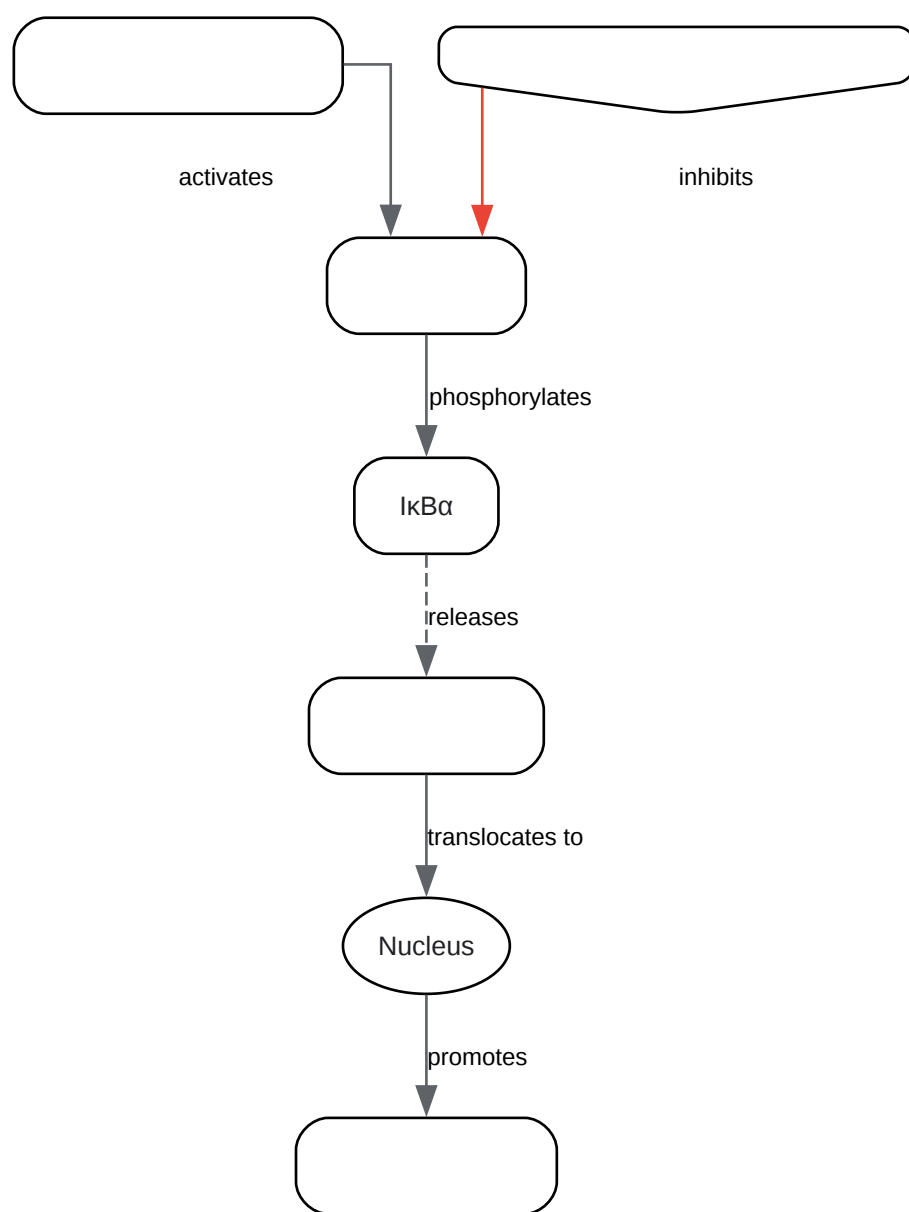 activates
inhibits
phosphorylates
IκBα
releases
translocates to
Nucleus
promotes